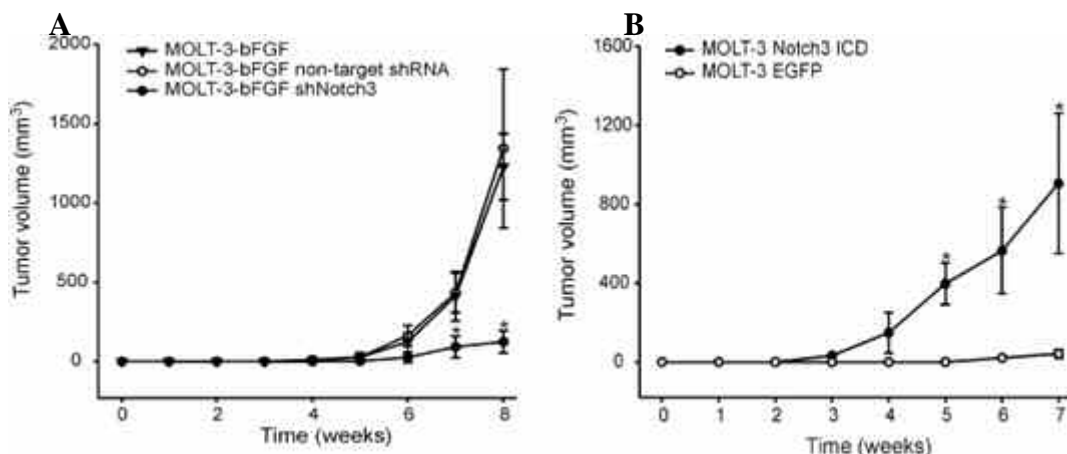 A
2000
1500
1000
500
0
Tumor volume (mm³)
MOLT-3-bFGF
MOLT-3-bFGF non-target shRNA
MOLT-3-bFGF shNotch3
*
*
0 2 4 6 8
Time (weeks)
B
1600
1200
800
400
0
Tumor volume (mm³)
MOLT-3 Notch3 ICD
MOLT-3 EGFP
*
*
*
0 1 2 3 4 5 6 7
Time (weeks)